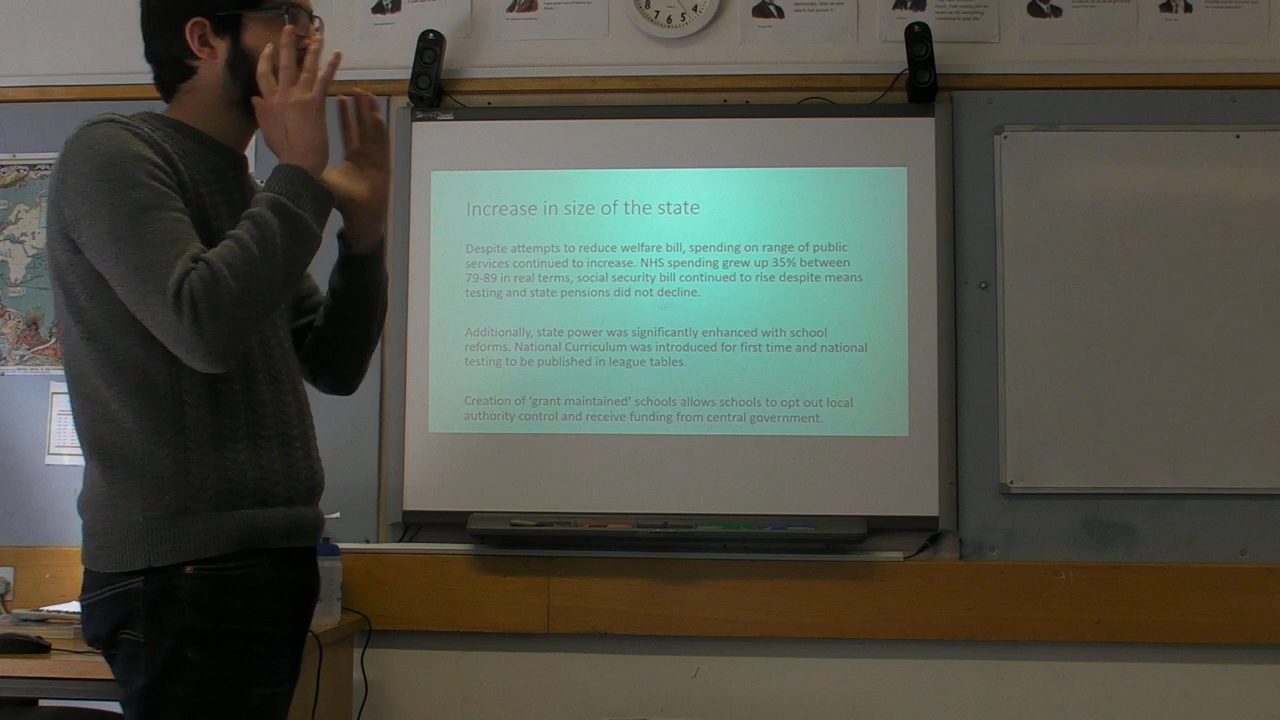 Increase in size of the state
Despite attempts to reduce welfare bill, spending on range of public
services continued to increase. NHS spending grew up 35% between
79-89 in real terms, social security bill continued to rise despite means
testing and state pensions did not decline.
Additionally, state power was significantly enhanced with school
reforms. National Curriculum was introduced for first time and national
testing to be published in league tables.
Creation of 'grant maintained' schools allows schools to opt out local
authority control and receive funding from central government.